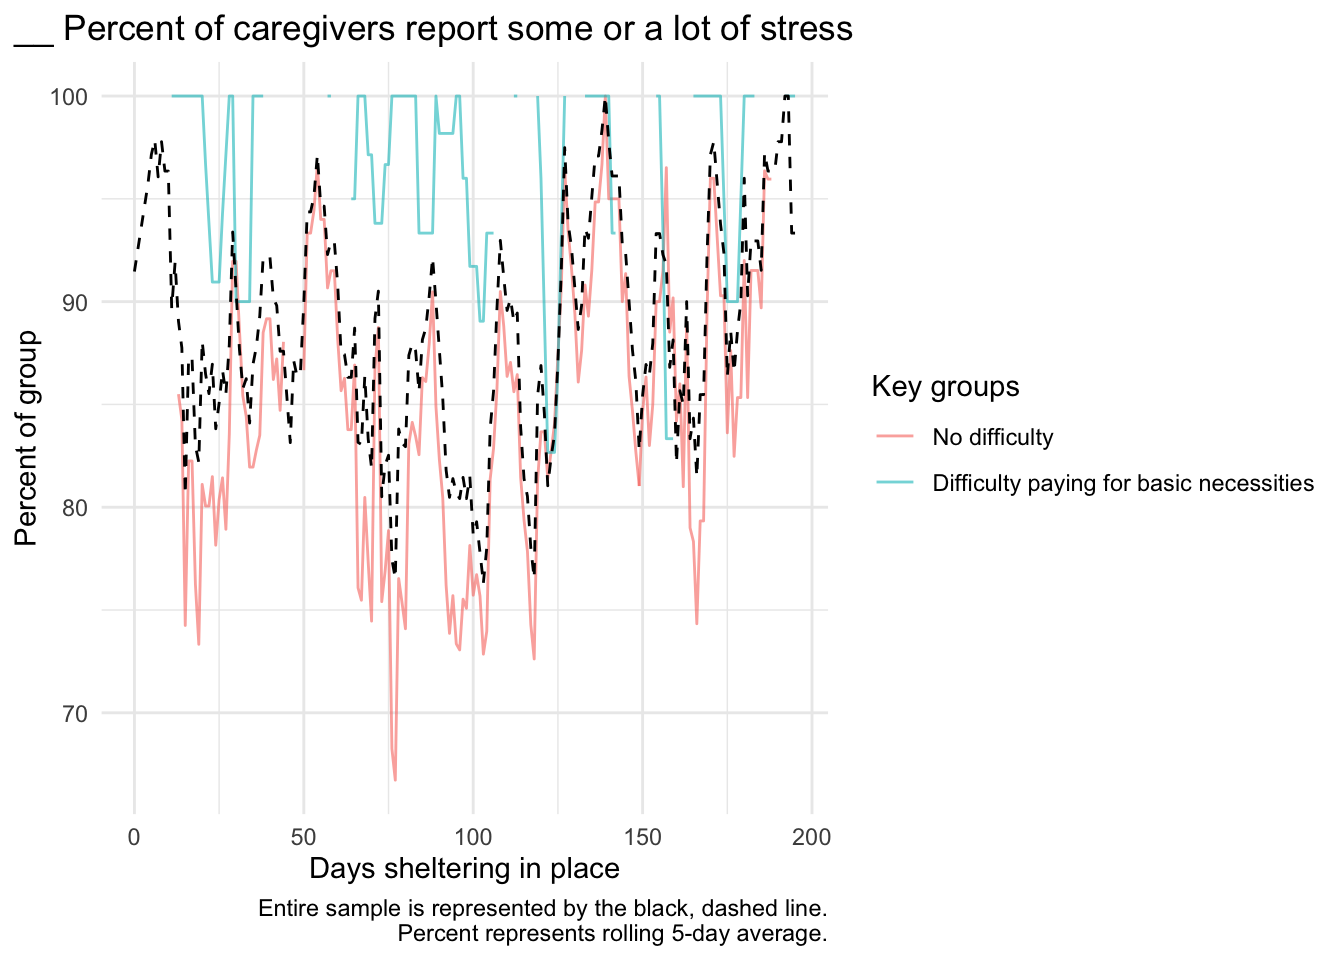 __ Percent of caregivers report some or a lot of stress
100
90
80
70
Percent of group
0 50 100 150 200
Days sheltering in place
Key groups
No difficulty
Difficulty paying for basic necessities
Entire sample is represented by the black, dashed line.
Percent represents rolling 5-day average.